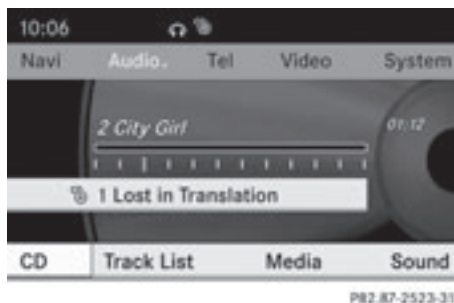 10:06
Navi Audio Tel Video System
2 City Girl 01:12
1 Lost in Translation
CD Track List Media Sound
P82.87-2523-31